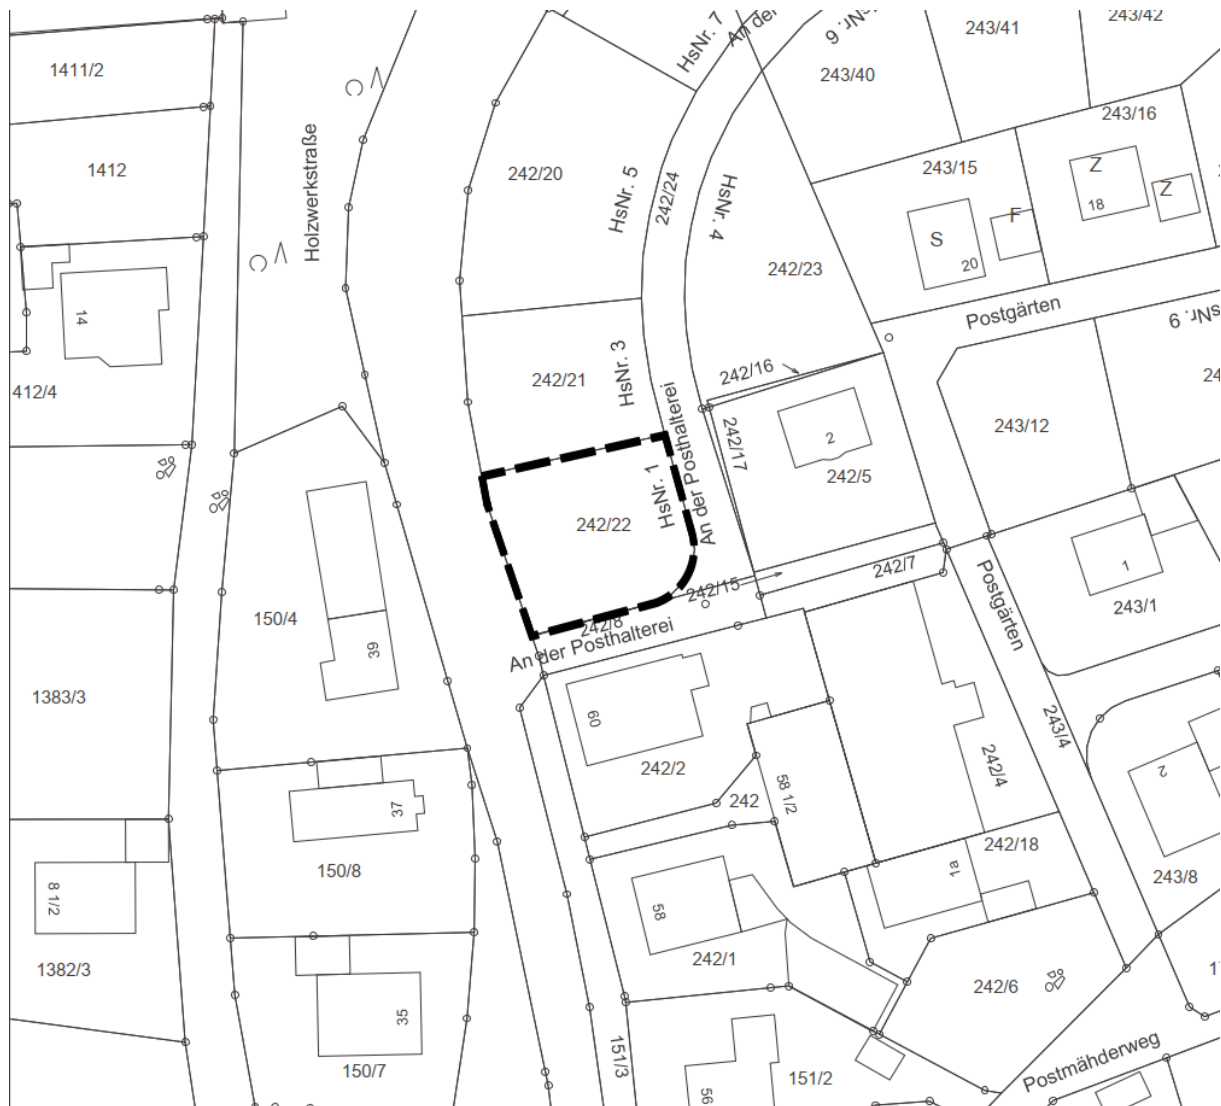 1411/2
1412
14
412/4
Holzwerkstraße
242/20
HsNr. 7
An der
HsNr. 5
242/24
HsNr. 4
242/23
HsNr. 6
243/40
243/41
243/42
243/16
243/15
Z
Z
18
S
F
20
Postgärten
242/21
HsNr. 3
An der Posthalterei
242/16
242/17
2
242/5
243/12
HsNr. 1
242/22
242/15
242/7
242/8
An der Posthalterei
Postgärten
1
243/1
150/4
39
1383/3
60
242/2
242
58 1/2
242/4
243/4
2
243/8
37
150/8
8 1/2
1382/3
58
242/1
1a
242/18
242/6
35
150/7
151/3
56
151/2
Postmähderweg